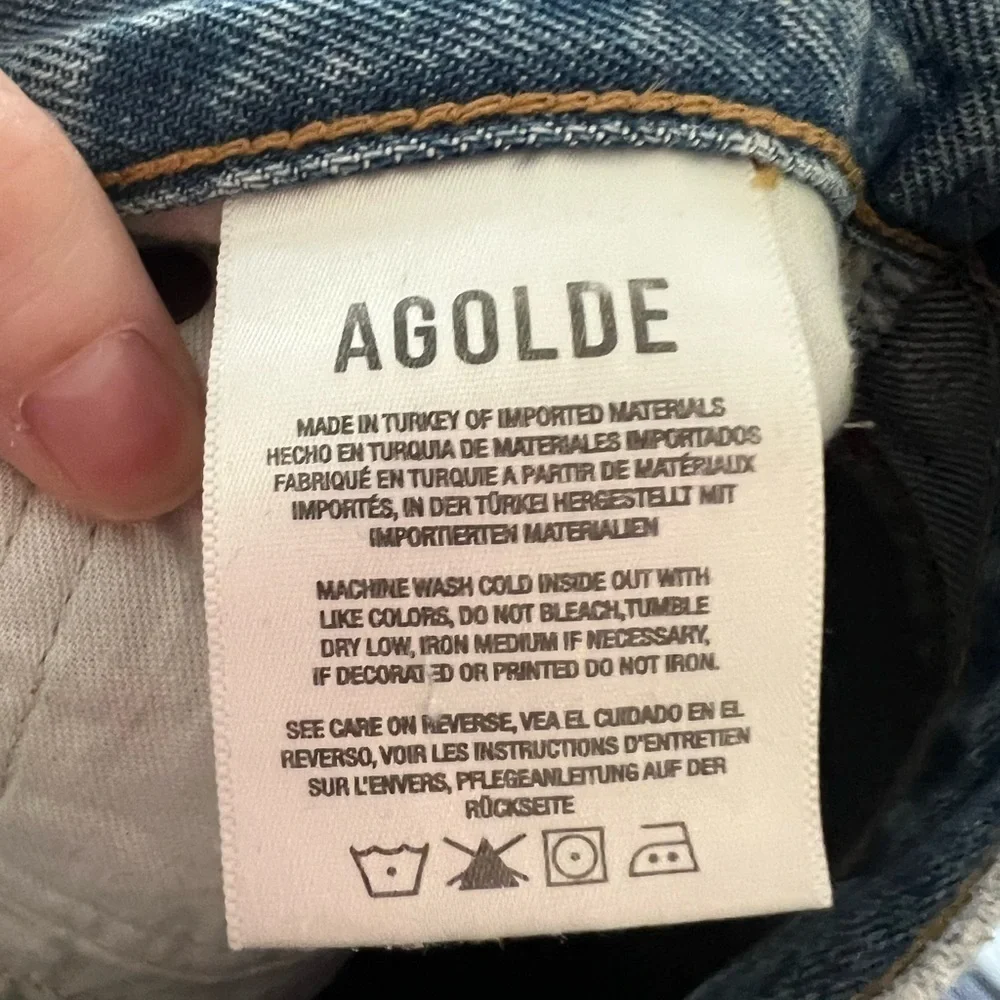 AGOLDE
MADE IN TURKEY OF IMPORTED MATERIALS
HECHO EN TURQUIA DE MATERIALES IMPORTADOS
FABRIQUÉ EN TURQUIE A PARTIR DE MATÉRIAUX
IMPORTÉS, IN DER TÜRKEI HERGESTELLT MIT
IMPORTIERTEN MATERIALIEN
MACHINE WASH COLD INSIDE OUT WITH
LIKE COLORS, DO NOT BLEACH, TUMBLE
DRY LOW, IRON MEDIUM IF NECESSARY,
IF DECORATED OR PRINTED DO NOT IRON.
SEE CARE ON REVERSE, VEA EL CUIDADO EN EL
REVERSO, VOIR LES INSTRUCTIONS D'ENTRETIEN
SUR L'ENVERS, PFLEGEANLEITUNG AUF DER
RÜCKSEITE